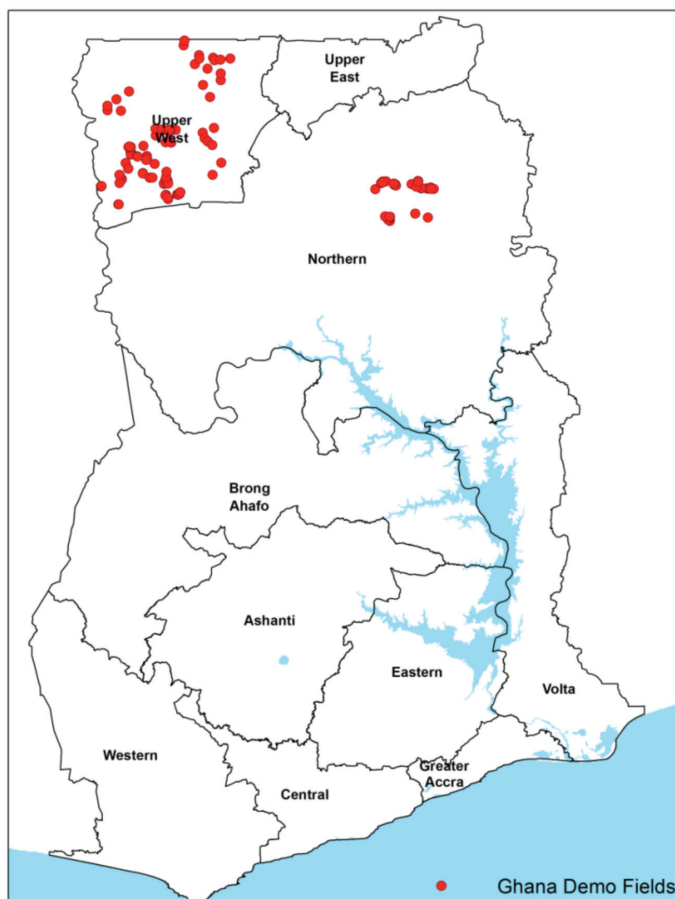 Upper
East
Upper
West
Northern
Brong
Ahafo
Ashanti
Eastern
Volta
Western
Greater
Accra
Central
Ghana Demo Fields